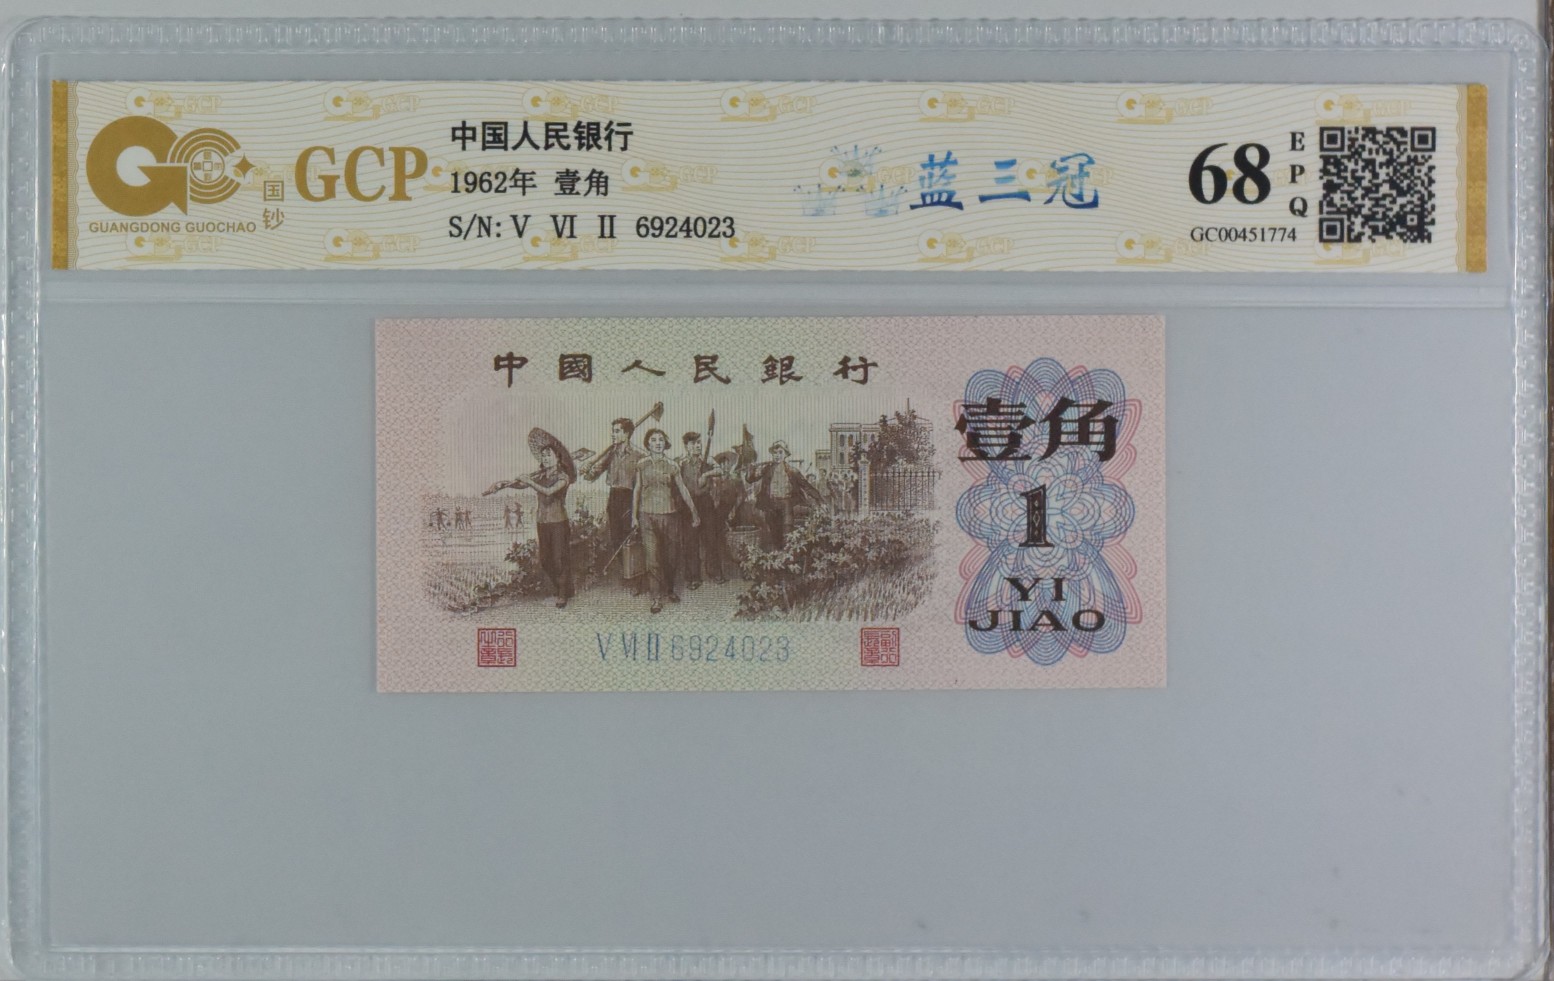 GCP
国钞
GUANGDONG GUOCHAO
中国人民银行
1962年 壹角
S/N: V VI II 6924023
蓝三冠
68
EPQ
GC00451774
中國人民銀行
壹角
1
YI
JIAO
V VI II 6924023